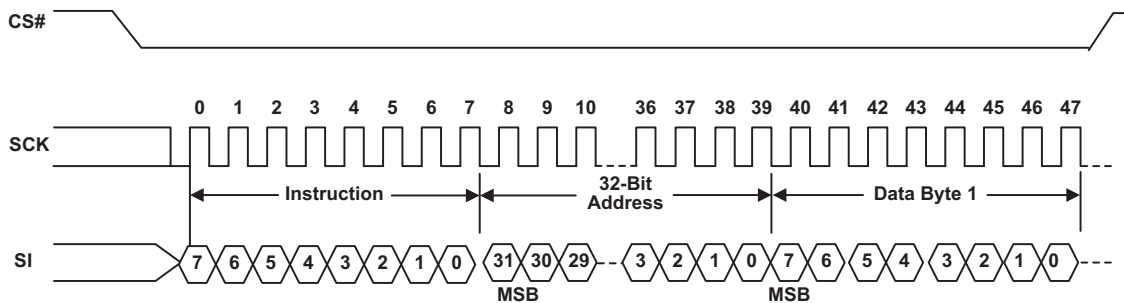 CS#
0 1 2 3 4 5 6 7 8 9 10 36 37 38 39 40 41 42 43 44 45 46 47
SCK
Instruction
32-Bit
Address
Data Byte 1
SI
7 6 5 4 3 2 1 0 31 30 29 3 2 1 0 7 6 5 4 3 2 1 0
MSB MSB